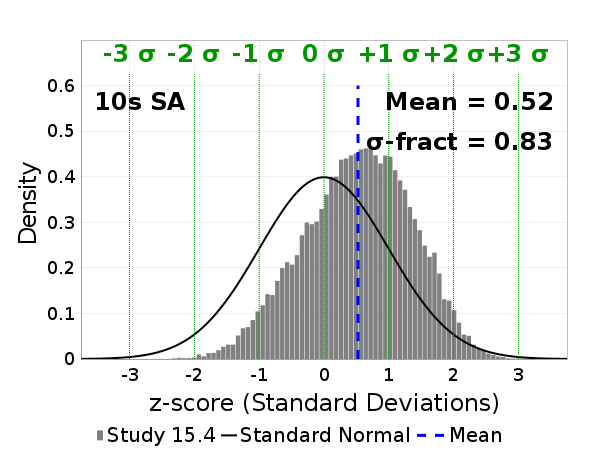 -3 σ -2 σ -1 σ 0 σ +1 σ +2 σ +3 σ
0.6
10s SA
Mean = 0.52
0.5
σ-fract = 0.83
0.4
0.3
0.2
0.1
0
Density
-3 -2 -1 0 1 2 3
z-score (Standard Deviations)
Study 15.4 Standard Normal Mean